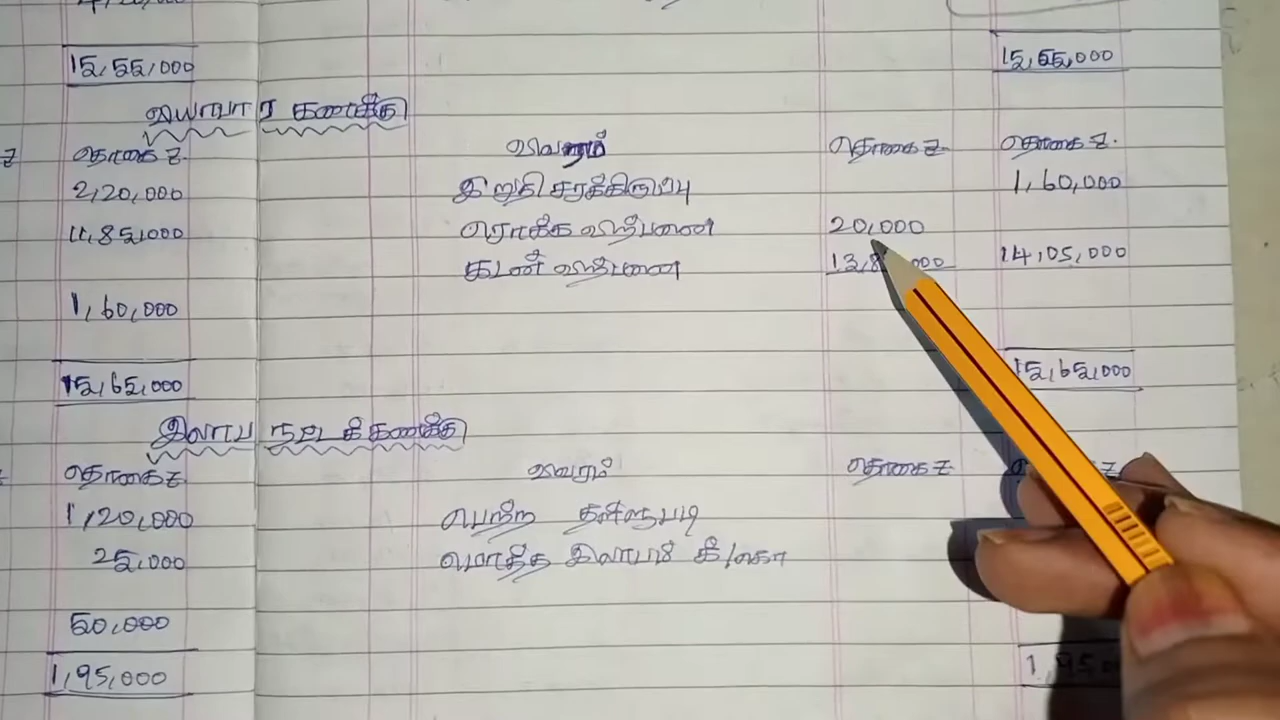 15,55,000 15,55,000
வியாபார கணக்கு
தொகை ₹. விவரம் தொகை ₹ தொகை ₹.
2,20,000 இறுதி சரக்கிருப்பு 1,60,000
11,85,000 ரொக்க விற்பனை 20,000
கடன் விற்பனை 14,05,000
1,60,000
15,65,000 15,65,000
இலாப நட்டக் கணக்கு
தொகை ₹ விவரம் தொகை ₹
1,20,000 பெற்ற தள்ளுபடி
25,000 மொத்த இலாபம் கீ/கொ
50,000
1,95,000